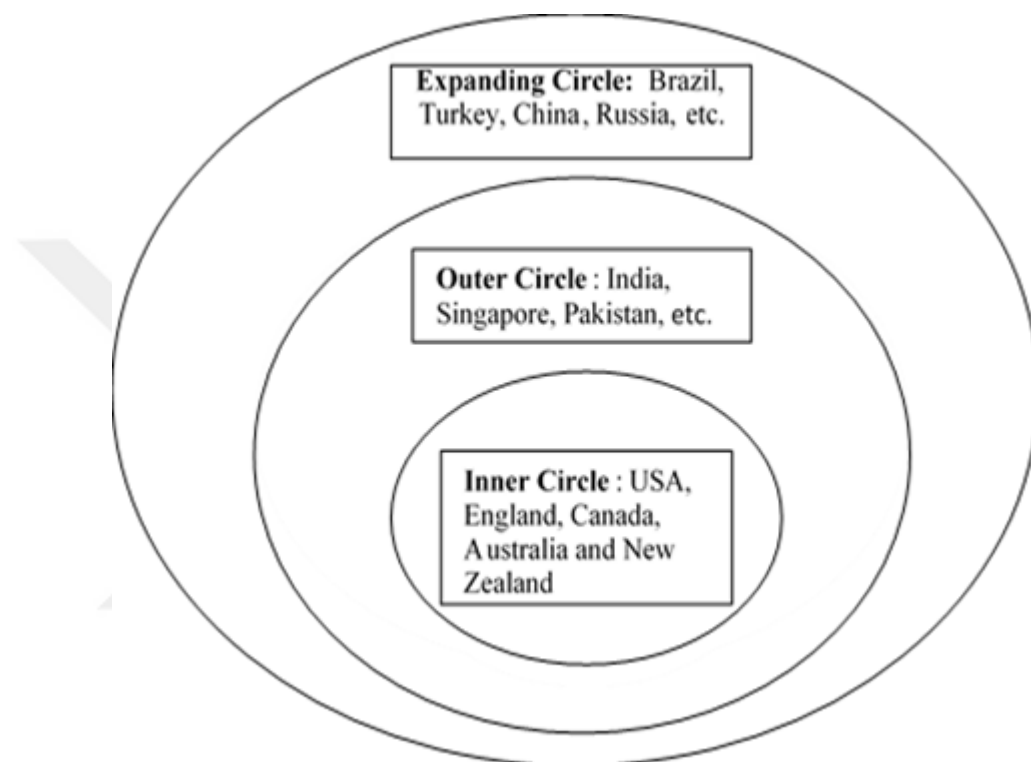 Expanding Circle: Brazil,
Turkey, China, Russia, etc.
Outer Circle : India,
Singapore, Pakistan, etc.
Inner Circle : USA,
England, Canada,
Australia and New
Zealand